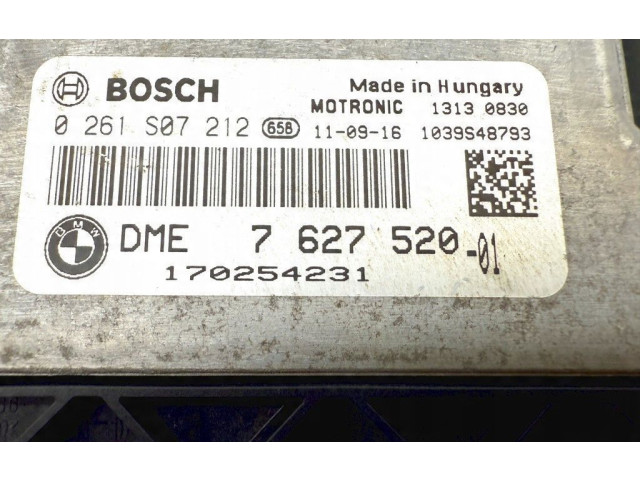 BOSCH Made in Hungary
MOTRONIC 1313 0830
0 261 S07 212 658 11-09-16 1039S48793
BMW DME 7 627 520-01
170254231